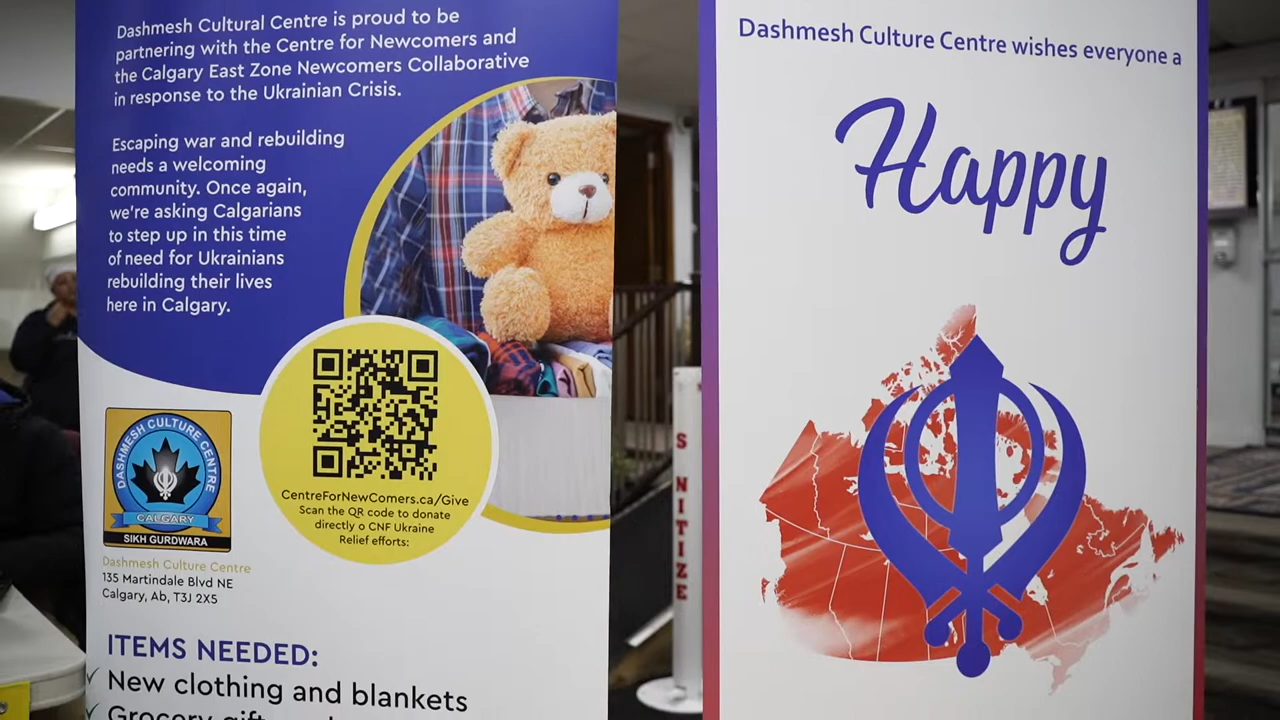 Dashmesh Cultural Centre is proud to be
partnering with the Centre for Newcomers and
the Calgary East Zone Newcomers Collaborative
in response to the Ukrainian Crisis.
Escaping war and rebuilding
needs a welcoming
community. Once again,
we're asking Calgarians
to step up in this time
of need for Ukrainians
rebuilding their lives
here in Calgary.
CentreForNewComers.ca/Give
Scan the QR code to donate
directly o CNF Ukraine
Relief efforts:
DASHMESH CULTURE CENTRE
CALGARY
SIKH GURDWARA
Dashmesh Culture Centre
135 Martindale Blvd NE
Calgary, Ab, T3J 2X5
ITEMS NEEDED:
New clothing and blankets
Grocery
S NITIZE
Dashmesh Culture Centre wishes everyone a
Happy